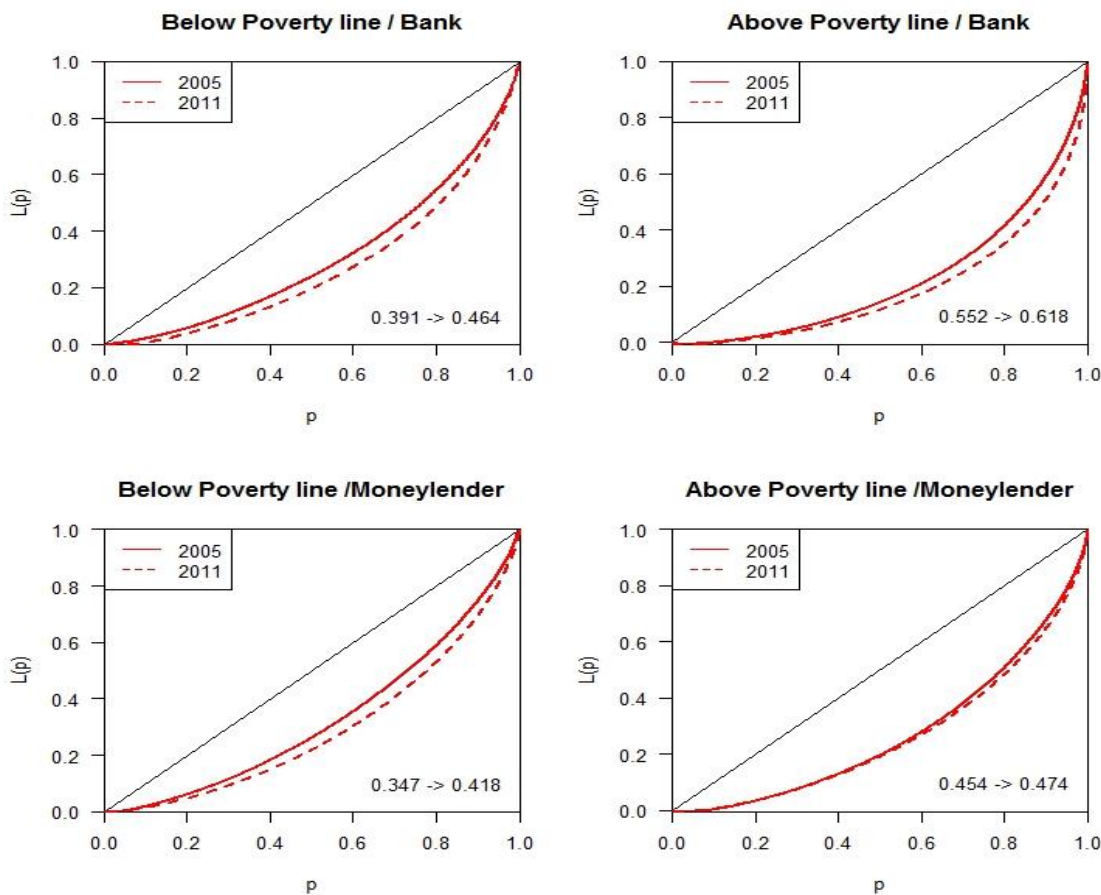 Below Poverty line / Bank
1.0
0.8
0.6
0.4
0.2
0.0
L(p)
2005
2011
0.391 -> 0.464
0.0 0.2 0.4 0.6 0.8 1.0
p
Above Poverty line / Bank
1.0
0.8
0.6
0.4
0.2
0.0
L(p)
2005
2011
0.552 -> 0.618
0.0 0.2 0.4 0.6 0.8 1.0
p
Below Poverty line /Moneylender
1.0
0.8
0.6
0.4
0.2
0.0
L(p)
2005
2011
0.347 -> 0.418
0.0 0.2 0.4 0.6 0.8 1.0
p
Above Poverty line /Moneylender
1.0
0.8
0.6
0.4
0.2
0.0
L(p)
2005
2011
0.454 -> 0.474
0.0 0.2 0.4 0.6 0.8 1.0
p